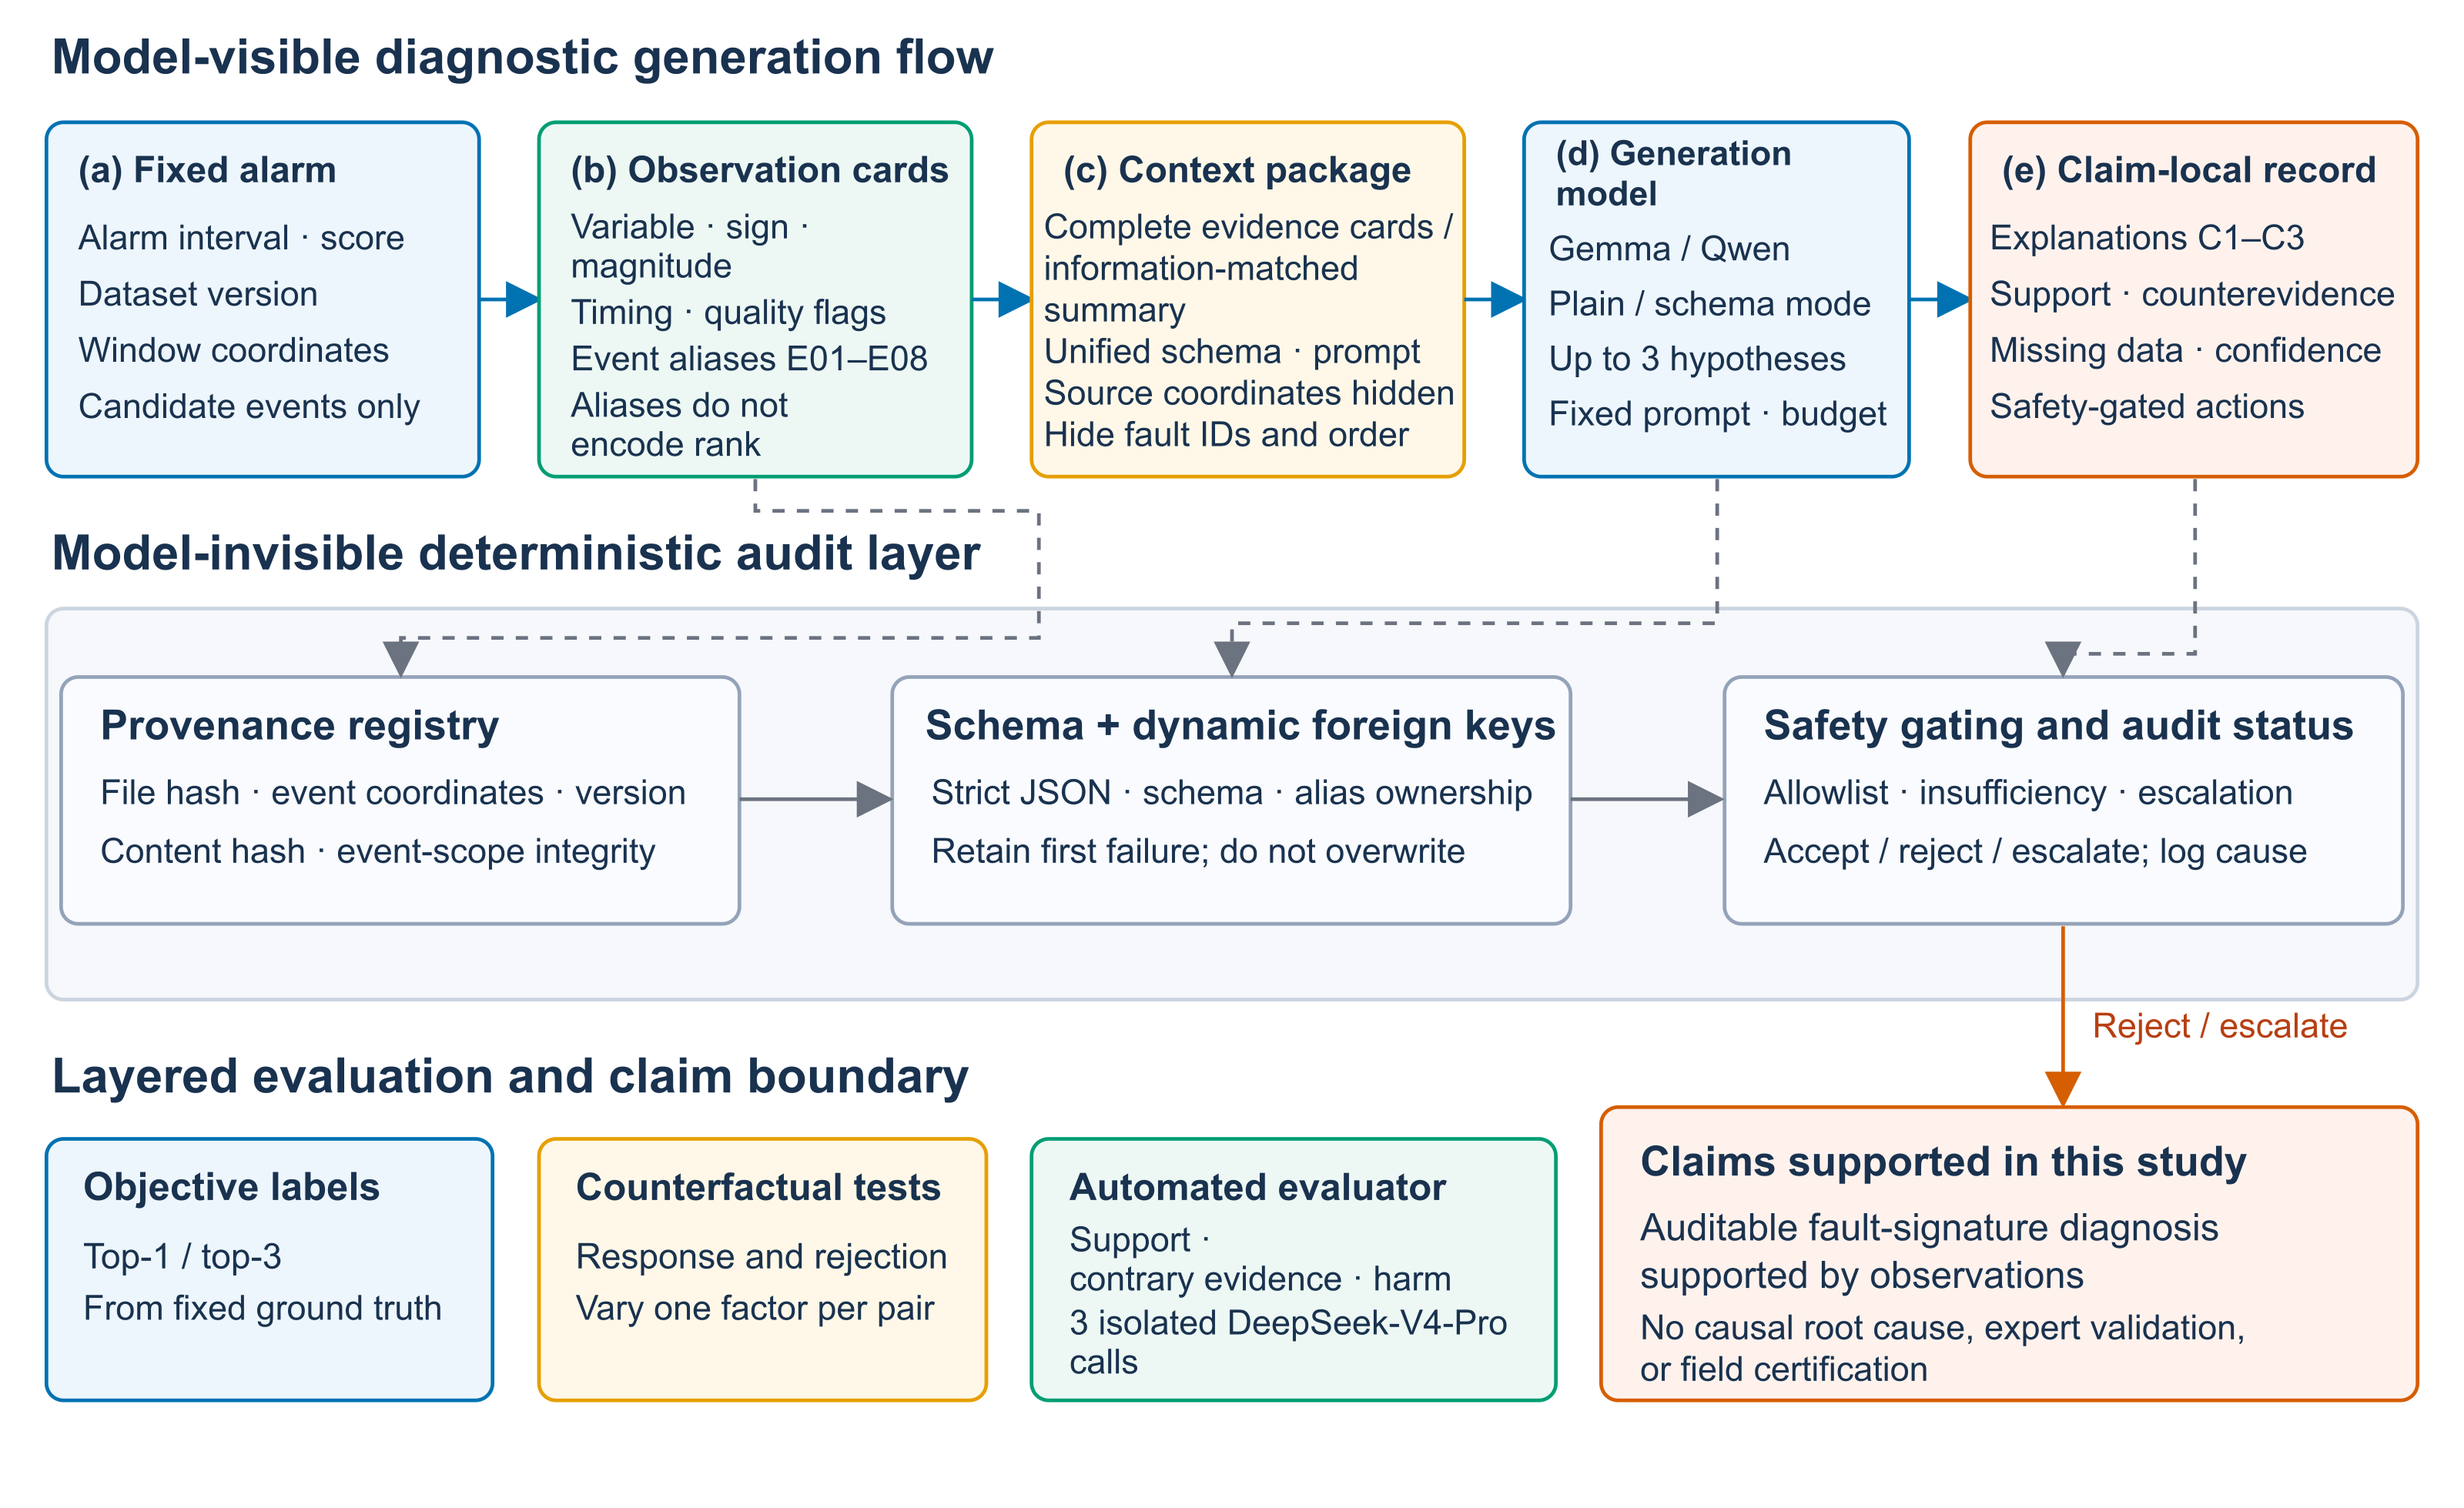 Model-visible diagnostic generation flow
(a) Fixed alarm
Alarm interval · score
Dataset version
Window coordinates
Candidate events only
(b) Observation cards
Variable · sign ·
magnitude
Timing · quality flags
Event aliases E01–E08
Aliases do not
encode rank
(c) Context package
Complete evidence cards /
information-matched
summary
Unified schema · prompt
Source coordinates hidden
Hide fault IDs and order
(d) Generation
model
Gemma / Qwen
Plain / schema mode
Up to 3 hypotheses
Fixed prompt · budget
(e) Claim-local record
Explanations C1–C3
Support · counterevidence
Missing data · confidence
Safety-gated actions
Model-invisible deterministic audit layer
Provenance registry
File hash · event coordinates · version
Content hash · event-scope integrity
Schema + dynamic foreign keys
Strict JSON · schema · alias ownership
Retain first failure; do not overwrite
Safety gating and audit status
Allowlist · insufficiency · escalation
Accept / reject / escalate; log cause
Reject / escalate
Layered evaluation and claim boundary
Objective labels
Top-1 / top-3
From fixed ground truth
Counterfactual tests
Response and rejection
Vary one factor per pair
Automated evaluator
Support ·
contrary evidence · harm
3 isolated DeepSeek-V4-Pro
calls
Claims supported in this study
Auditable fault-signature diagnosis
supported by observations
No causal root cause, expert validation,
or field certification